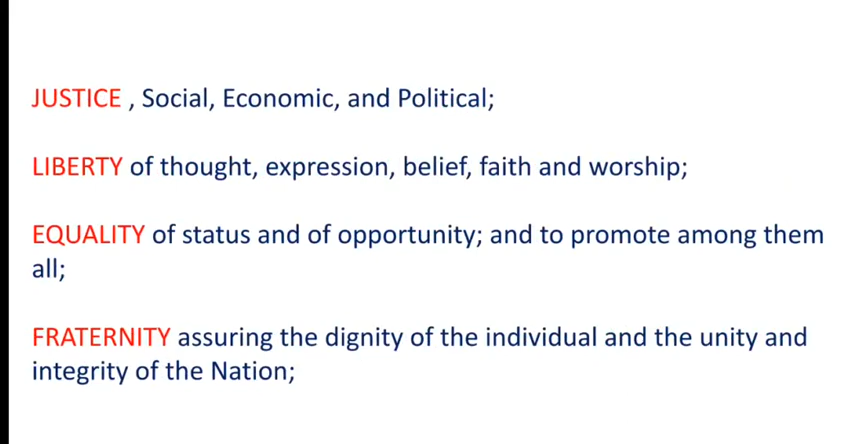 JUSTICE , Social, Economic, and Political;
LIBERTY of thought, expression, belief, faith and worship;
EQUALITY of status and of opportunity; and to promote among them
all;
FRATERNITY assuring the dignity of the individual and the unity and
integrity of the Nation;